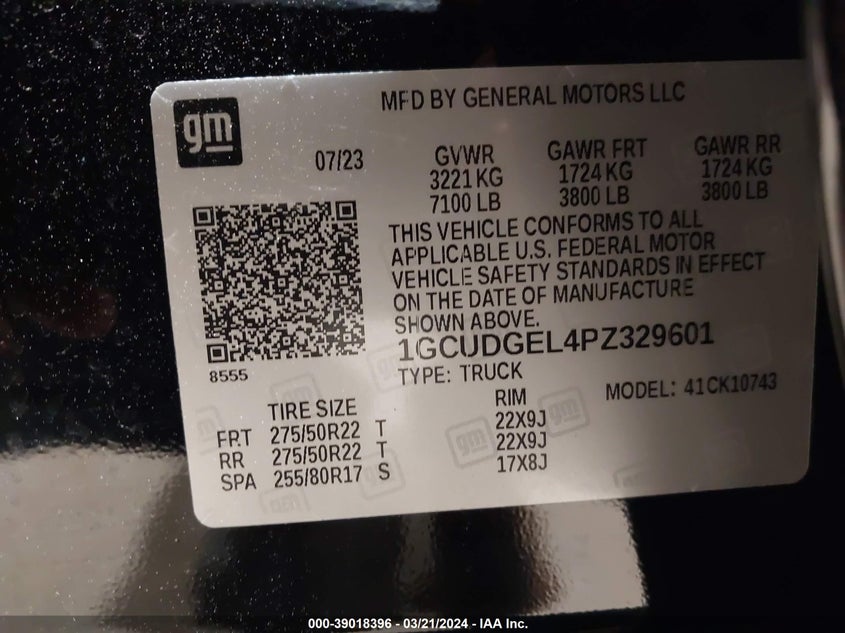 MFD BY GENERAL MOTORS LLC
gm
07/23
GVWR GAWR FRT GAWR RR
3221 KG 1724 KG 1724 KG
7100 LB 3800 LB 3800 LB
THIS VEHICLE CONFORMS TO ALL
APPLICABLE U.S. FEDERAL MOTOR
VEHICLE SAFETY STANDARDS IN EFFECT
ON THE DATE OF MANUFACTURE
SHOWN ABOVE.
1GCUDGEL4PZ329601
8555
TYPE: TRUCK
MODEL: 41CK10743
TIRE SIZE RIM
FRT 275/50R22 T 22X9J
RR 275/50R22 T 22X9J
SPA 255/80R17 S 17X8J
gm
gm
000-39018396 — 03/21/2024 - IAA Inc.